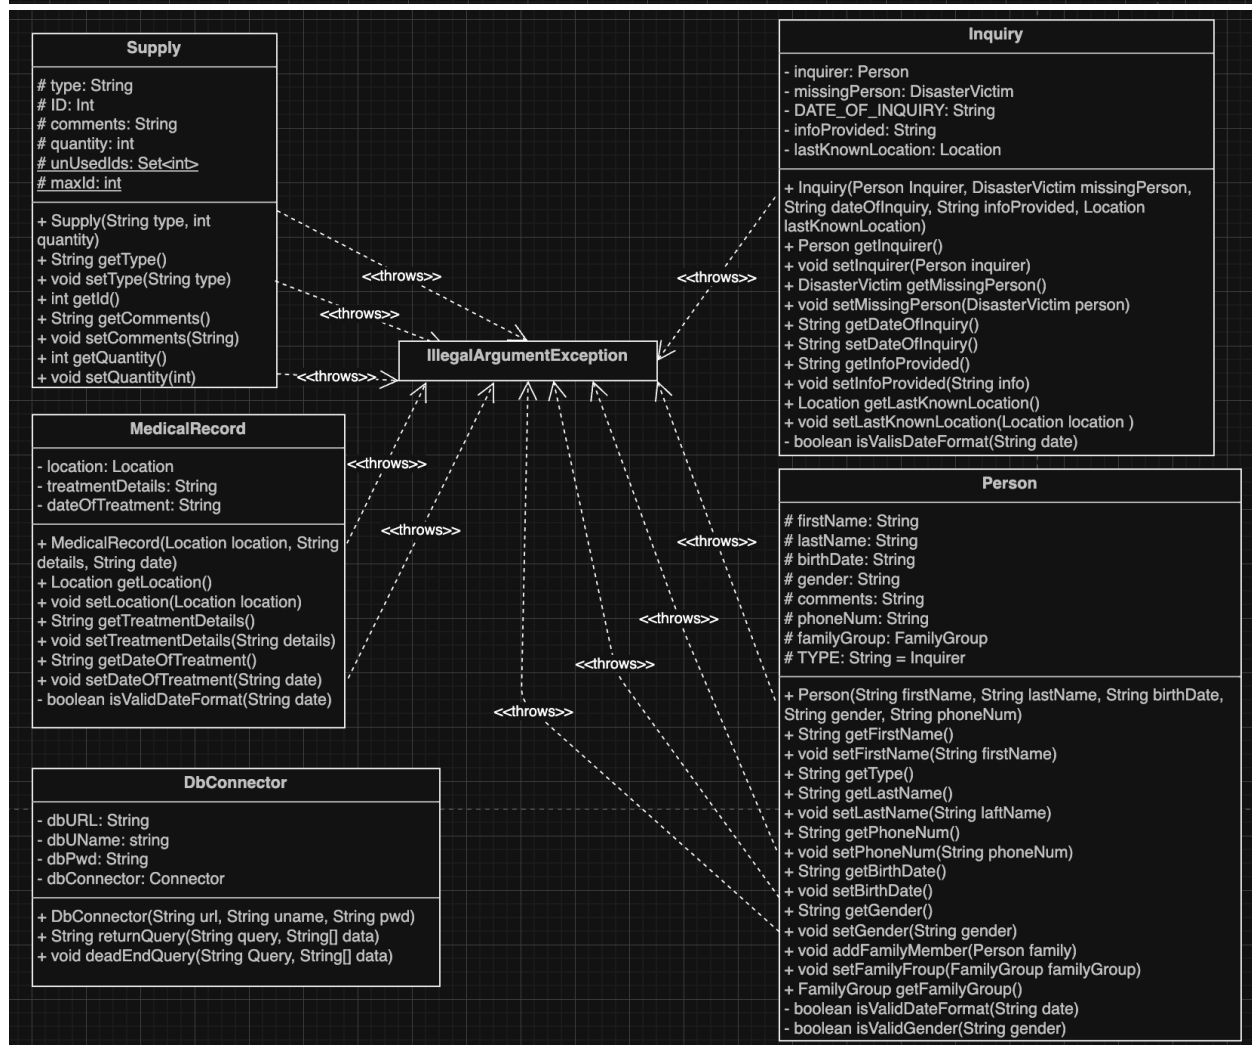 Supply
# type: String
# ID: Int
# comments: String
# quantity: int
# unUsedIds: Set<int>
# maxId: int
+ Supply(String type, int
quantity)
+ String getType()
+ void setType(String type)
+ int getId()
+ String getComments()
+ void setComments(String)
+ int getQuantity()
+ void setQuantity(int)
<<throws>>
<<throws>>
<<throws>>
IllegalArgumentException
Inquiry
- inquirer: Person
- missingPerson: DisasterVictim
- DATE_OF_INQUIRY: String
- infoProvided: String
- lastKnownLocation: Location
+ Inquiry(Person Inquirer, DisasterVictim missingPerson,
String dateOfInquiry, String infoProvided, Location
lastKnownLocation)
+ Person getInquirer()
+ void setInquirer(Person inquirer)
+ DisasterVictim getMissingPerson()
+ void setMissingPerson(DisasterVictim person)
+ String getDateOfInquiry()
+ String setDateOfInquiry()
+ String getInfoProvided()
+ void setInfoProvided(String info)
+ Location getLastKnownLocation()
+ void setLastKnownLocation(Location location )
- boolean isValisDateFormat(String date)
<<throws>>
MedicalRecord
- location: Location
- treatmentDetails: String
- dateOfTreatment: String
+ MedicalRecord(Location location, String
details, String date)
+ Location getLocation()
+ void setLocation(Location location)
+ String getTreatmentDetails()
+ void setTreatmentDetails(String details)
+ String getDateOfTreatment()
+ void setDateOfTreatment(String date)
- boolean isValidDateFormat(String date)
<<throws>>
<<throws>>
<<throws>>
<<throws>>
<<throws>>
<<throws>>
Person
# firstName: String
# lastName: String
# birthDate: String
# gender: String
# comments: String
# phoneNum: String
# familyGroup: FamilyGroup
# TYPE: String = Inquirer
+ Person(String firstName, String lastName, String birthDate,
String gender, String phoneNum)
+ String getFirstName()
+ void setFirstName(String firstName)
+ String getType()
+ String getLastName()
+ void setLastName(String laftName)
+ String getPhoneNum()
+ void setPhoneNum(String phoneNum)
+ String getBirthDate()
+ void setBirthDate()
+ String getGender()
+ void setGender(String gender)
+ void addFamilyMember(Person family)
+ void setFamilyFroup(FamilyGroup familyGroup)
+ FamilyGroup getFamilyGroup()
- boolean isValidDateFormat(String date)
- boolean isValidGender(String gender)
DbConnector
- dbURL: String
- dbUName: string
- dbPwd: String
- dbConnector: Connector
+ DbConnector(String url, String uname, String pwd)
+ String returnQuery(String query, String[] data)
+ void deadEndQuery(String Query, String[] data)